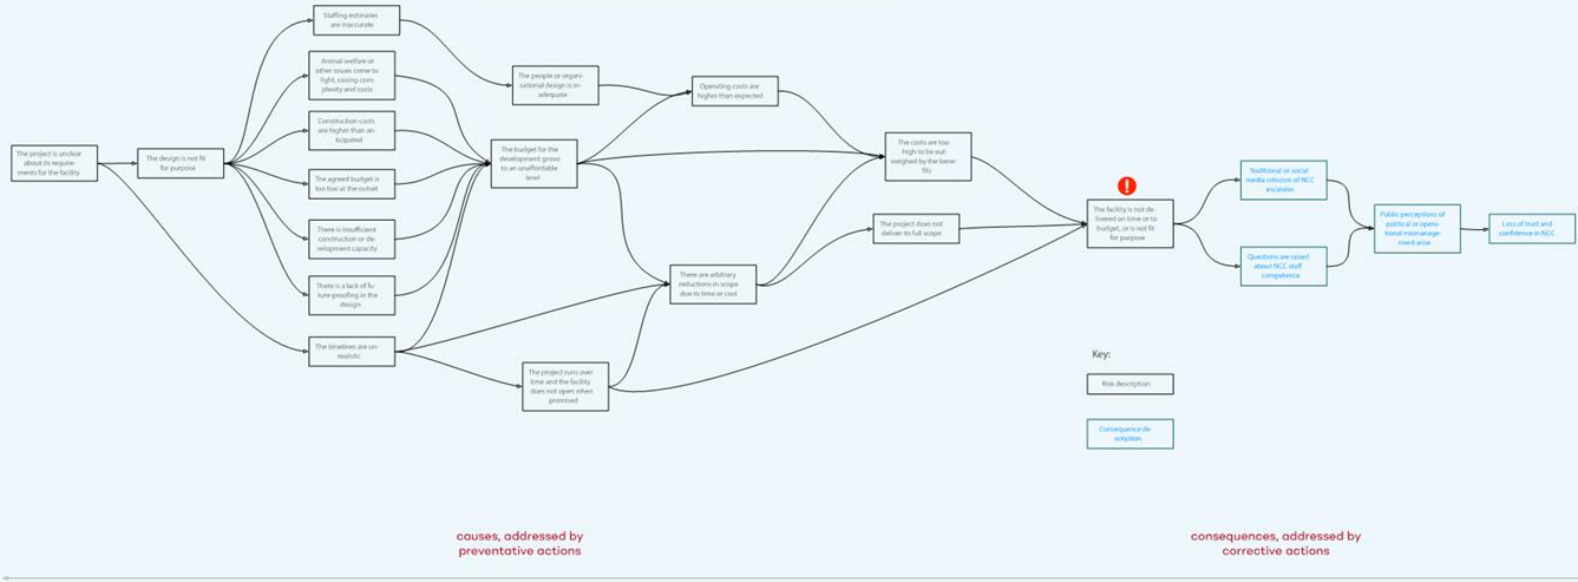 Staffing estimates
are inaccurate
Animal welfare or
other issues come to
light, raising com-
plexity and costs
Construction costs
are higher than an-
ticipated
The agreed budget is
too low at the outset
There is insufficient
construction or de-
velopment capacity
There is a lack of fu-
ture-proofing in the
design
The timelines are un-
realistic
The project is unclear
about its require-
ments for the facility
The design is not fit
for purpose
The people or organi-
sational design is in-
adequate
The budget for the
development grows
to an unaffordable
level
The project runs over
time and the facility
does not open when
promised
Operating costs are
higher than expected
There are arbitrary
reductions in scope
due to time or cost
The costs are too
high to be out-
weighed by the bene-
fits
The project does not
deliver its full scope
The facility is not de-
livered on time or to
budget, or is not fit
for purpose
Traditional or social
media criticism of NCC
escalates
Questions are raised
about NCC staff
competence
Public perceptions of
political or opera-
tional mismanage-
ment arise
Loss of trust and
confidence in NCC
Key:
Risk description
Consequence de-
scription
causes, addressed by
preventative actions
consequences, addressed by
corrective actions